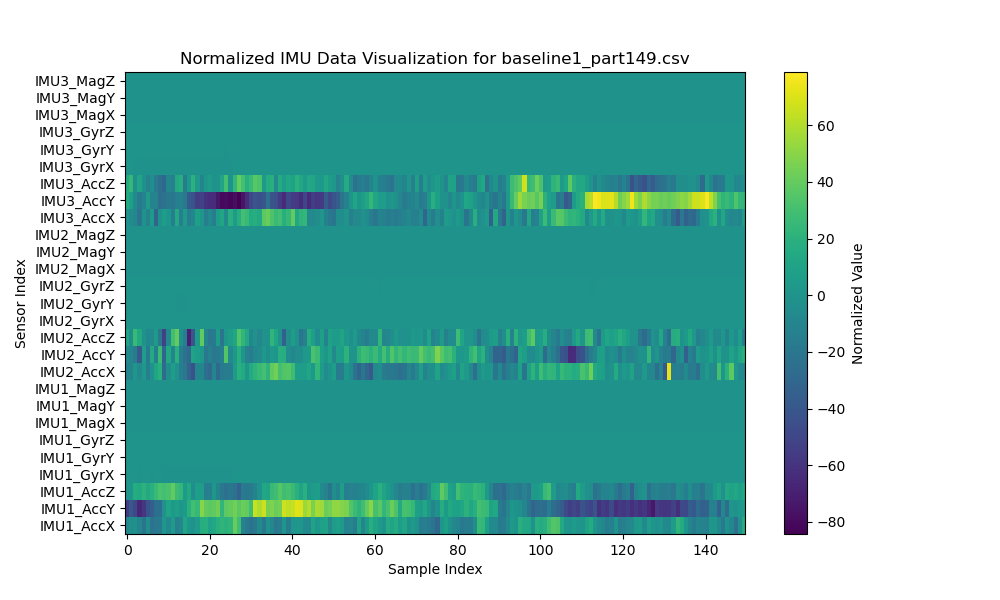 Normalized IMU Data Visualization for baseline1_part149.csv
IMU3_MagZ
IMU3_MagY
IMU3_MagX
IMU3_GyrZ
IMU3_GyrY
IMU3_GyrX
IMU3_AccZ
IMU3_AccY
IMU3_AccX
IMU2_MagZ
IMU2_MagY
IMU2_MagX
IMU2_GyrZ
IMU2_GyrY
IMU2_GyrX
IMU2_AccZ
IMU2_AccY
IMU2_AccX
IMU1_MagZ
IMU1_MagY
IMU1_MagX
IMU1_GyrZ
IMU1_GyrY
IMU1_GyrX
IMU1_AccZ
IMU1_AccY
IMU1_AccX
Sensor Index
0 20 40 60 80 100 120 140
Sample Index
60
40
20
0
−20
−40
−60
−80
Normalized Value